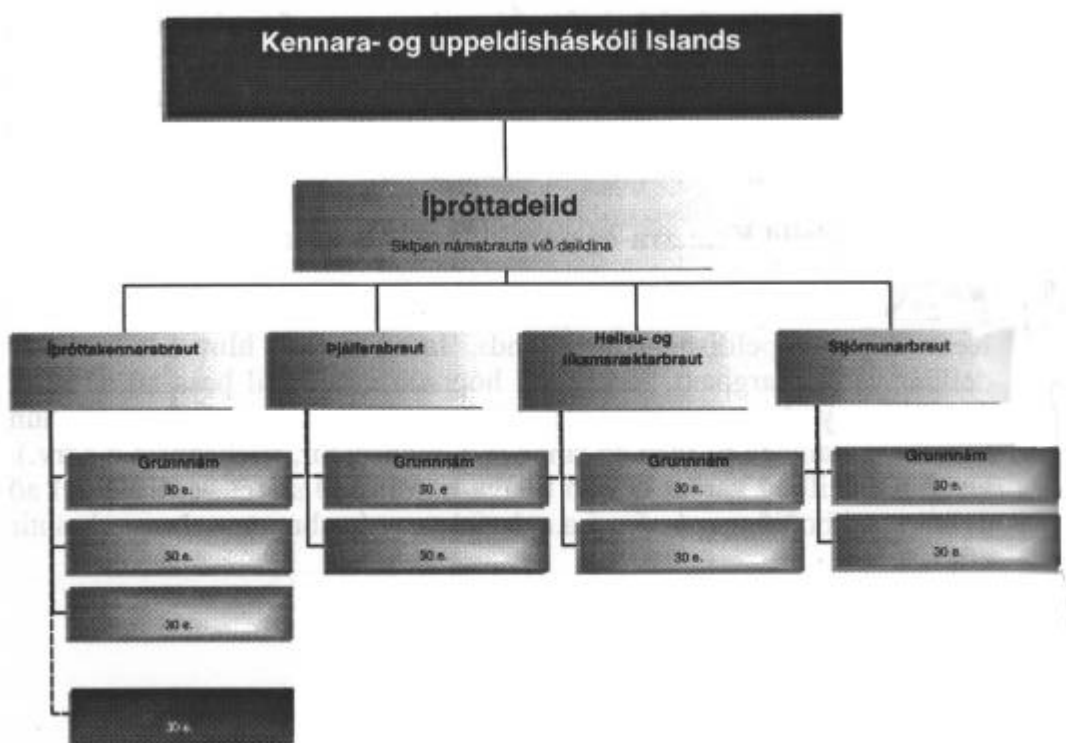 Kennara- og uppeldisháskóli Islands
Íþróttadeild
Skipan námsbrauta við deildina
Íþróttakennarabraut
Þjálfarabraut
Heilsu- og
líkamsræktarbraut
Stjórnunarbraut
Grunnnám
30 e.
30 e.
30 e.
30 e.
Grunnnám
30. e
30 e.
Grunnnám
30 e.
30 e.
Grunnnám
30 e.
30 e.